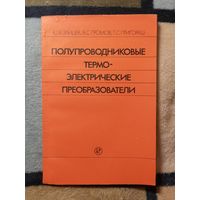 ПОЛУПРОВОДНИКОВЫЕ
ТЕРМО-
ЭЛЕКТРИЧЕСКИЕ
ПРЕОБРАЗОВАТЕЛИ